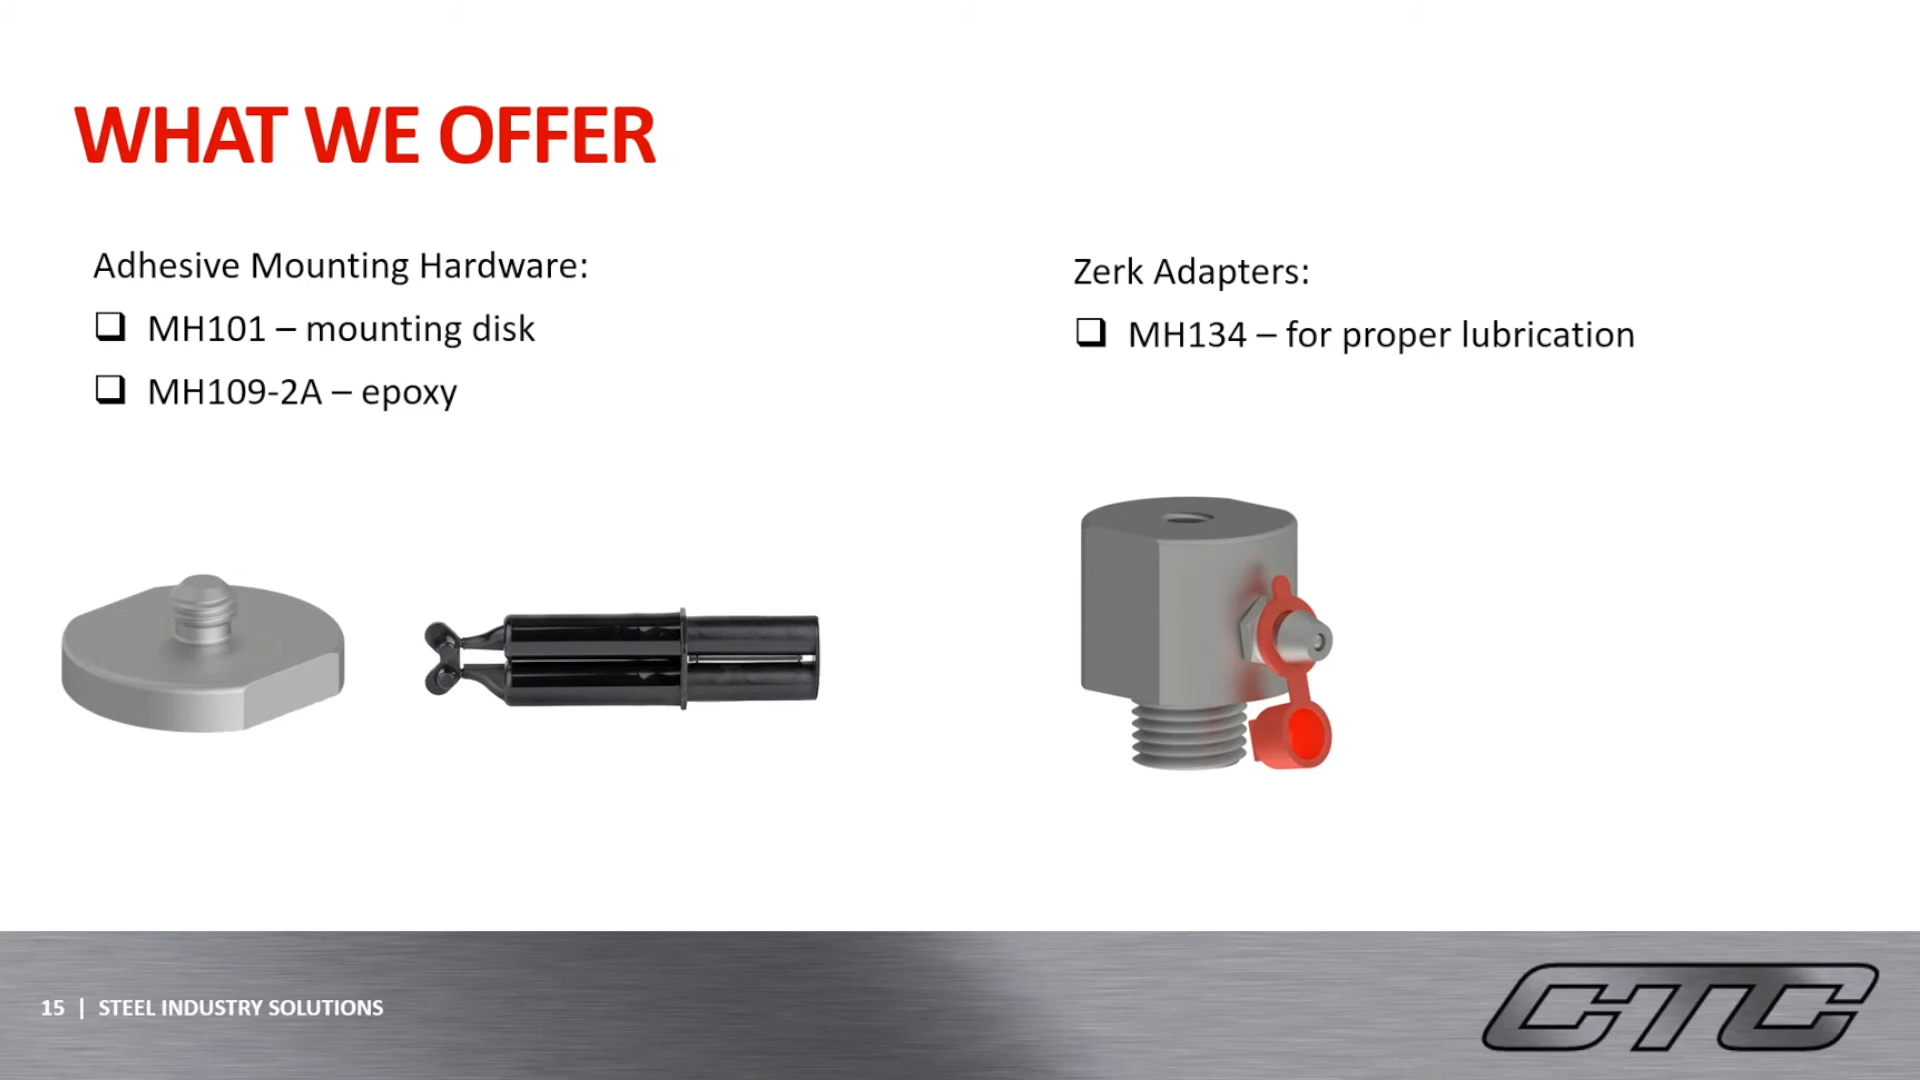 WHAT WE OFFER
Adhesive Mounting Hardware:
MH101 – mounting disk
MH109-2A – epoxy
Zerk Adapters:
MH134 – for proper lubrication
15 | STEEL INDUSTRY SOLUTIONS
CTC